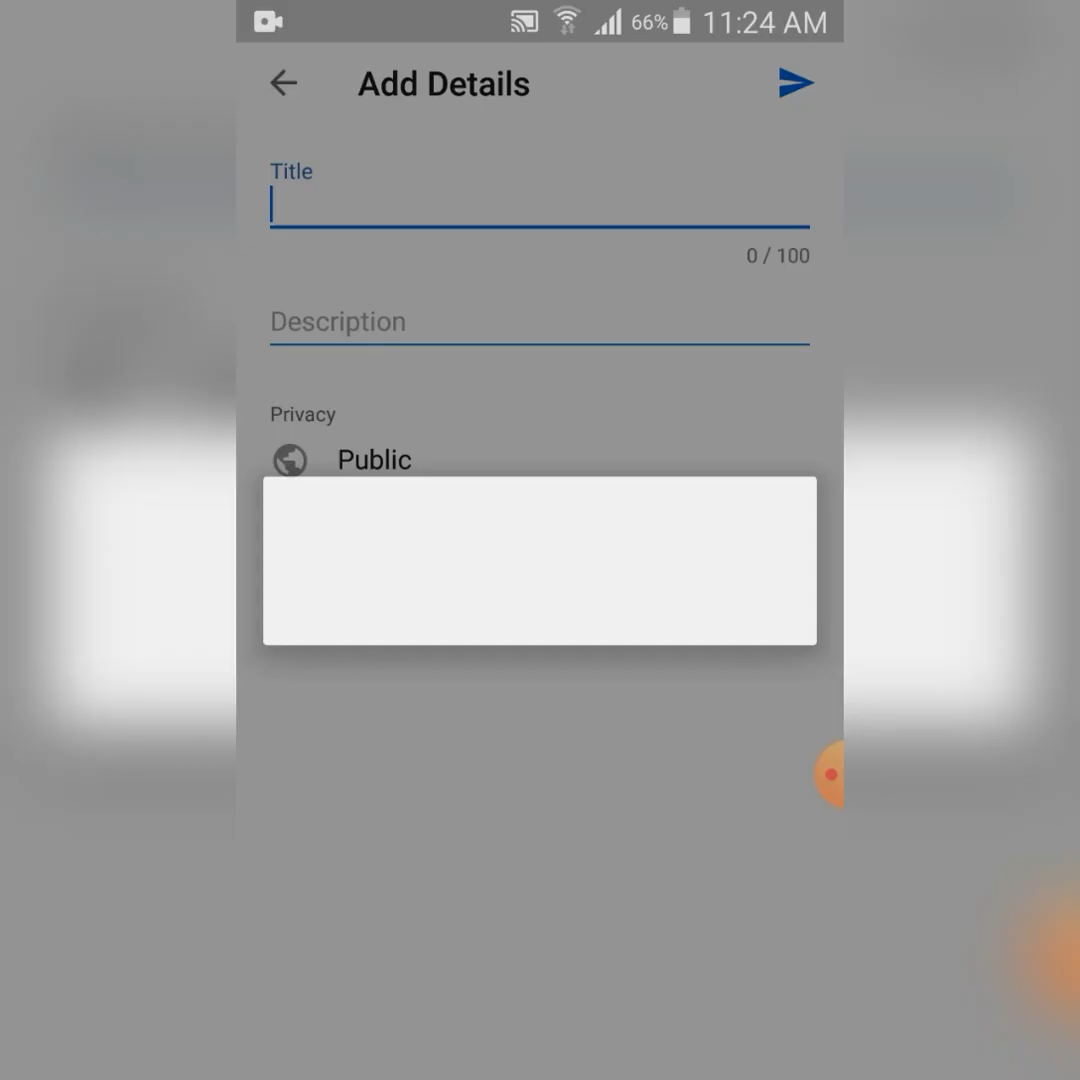 66% 11:24 AM
Add Details
Title
0 / 100
Description
Privacy
Public